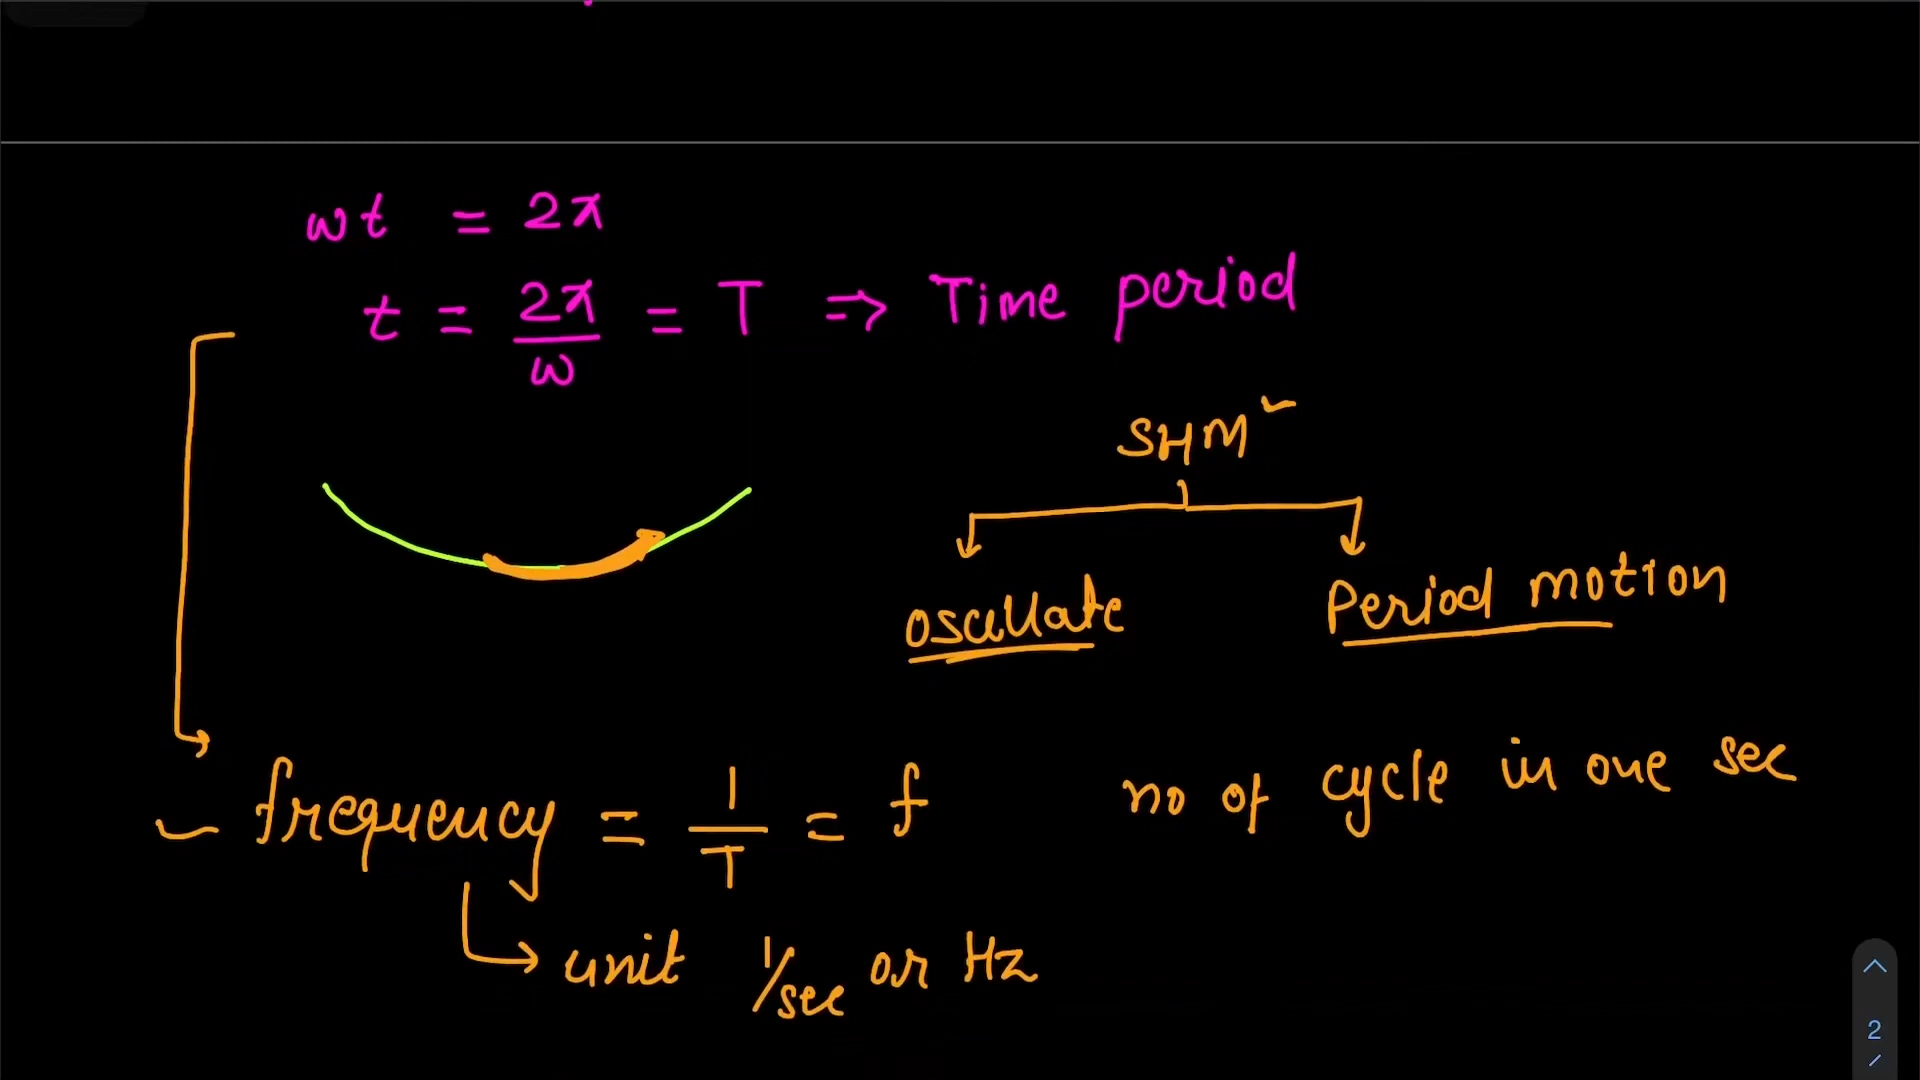 ωt = 2π
t = 2π/ω = T ⇒ Time period
SHM
oscillate
Period motion
frequency = 1/T = f
no of cycle in one sec
unit 1/sec or Hz
2